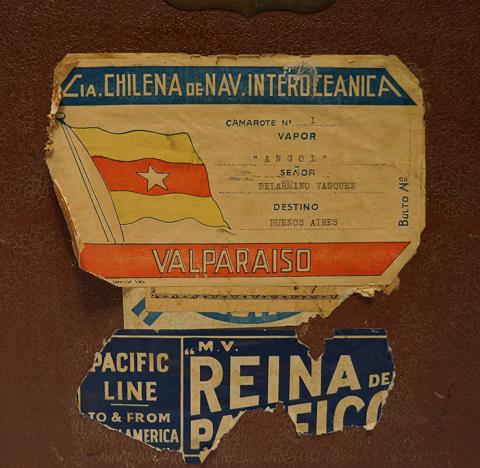 CIA. CHILENA DE NAV. INTEROCEANICA
CAMAROTE Nº 1
VAPOR
"ANGOL"
SEÑOR
BELARMINO VASQUEZ
DESTINO
BUENOS AIRES
BULTO Nº
VALPARAISO
PACIFIC
LINE
TO & FROM
AMERICA
"M.V.
REINA DE
PACIFICO